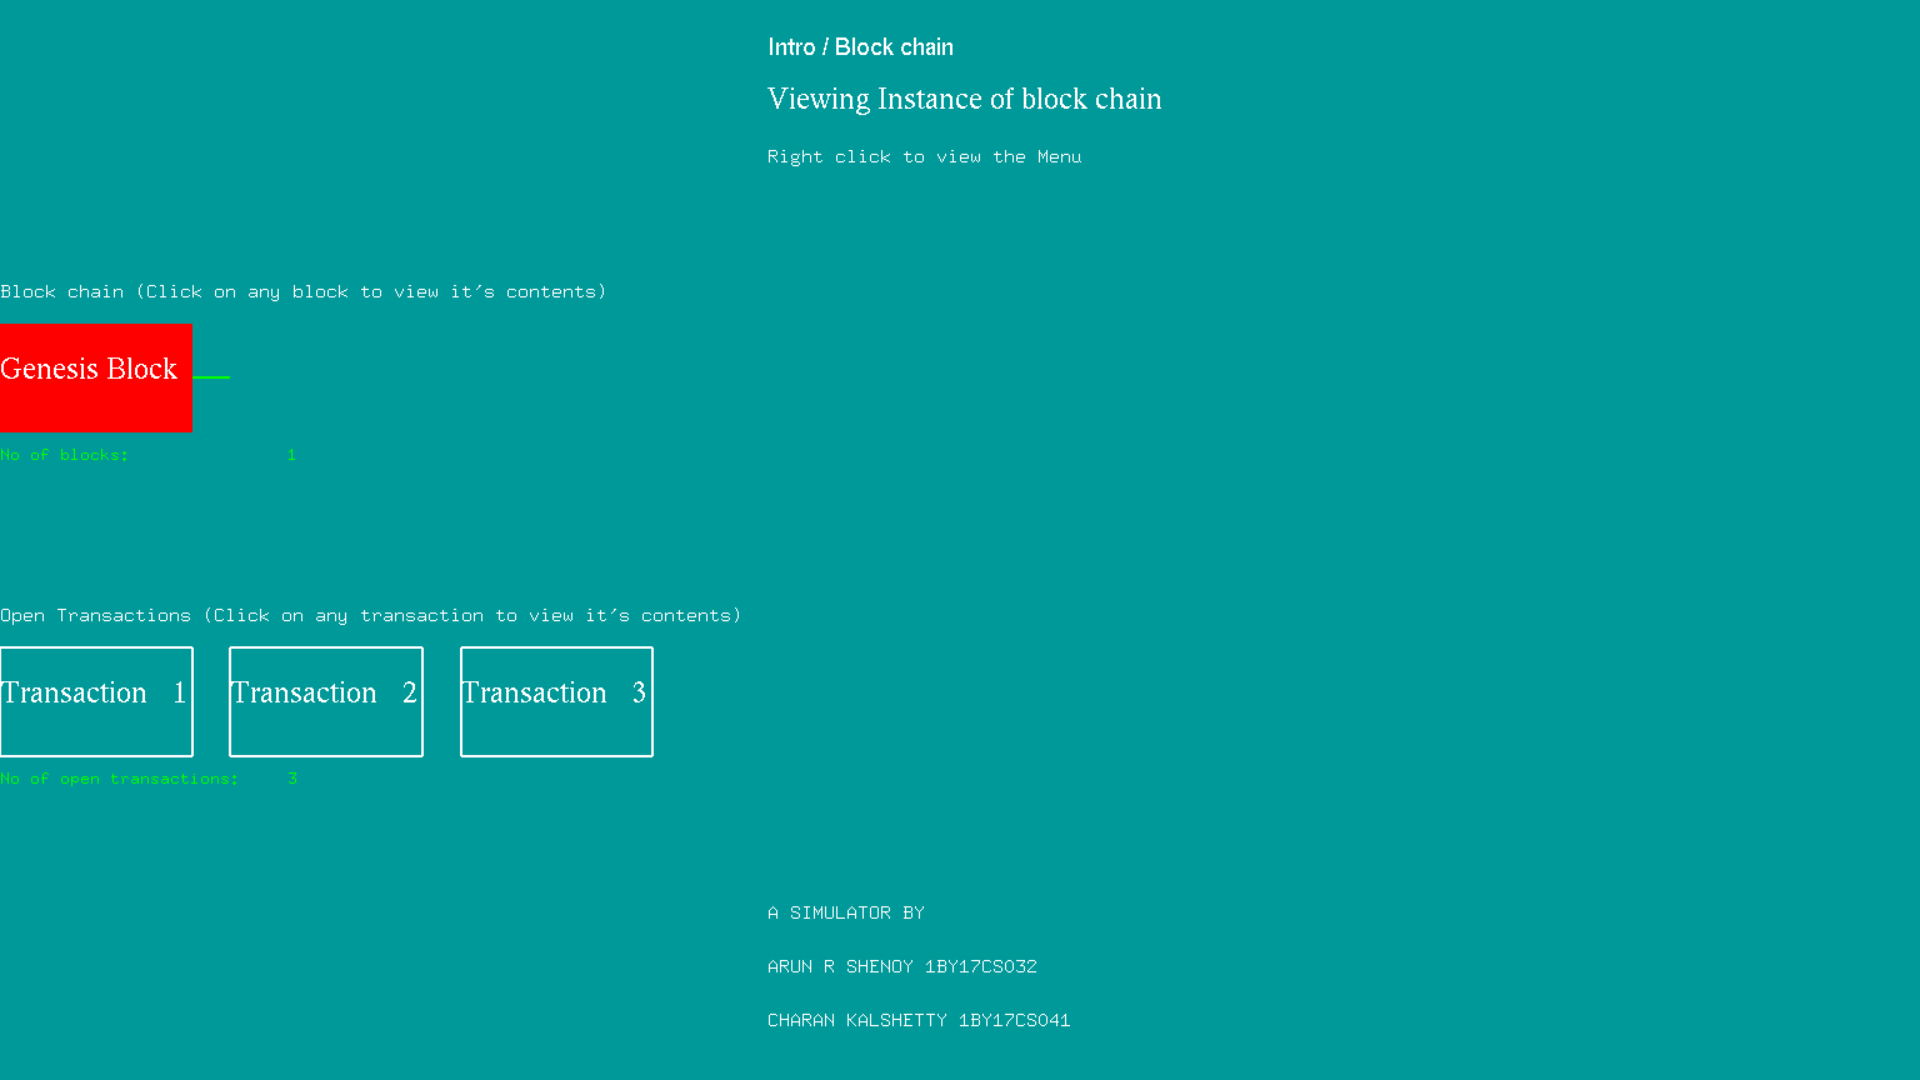 Intro / Block chain
Viewing Instance of block chain
Right click to view the Menu
Block chain (Click on any block to view it's contents)
Genesis Block
No of blocks: 1
Open Transactions (Click on any transaction to view it's contents)
Transaction 1 Transaction 2 Transaction 3
No of open transactions: 3
A SIMULATOR BY
ARUN R SHENOY 1BY17CS032
CHARAN KALSHETTY 1BY17CS041